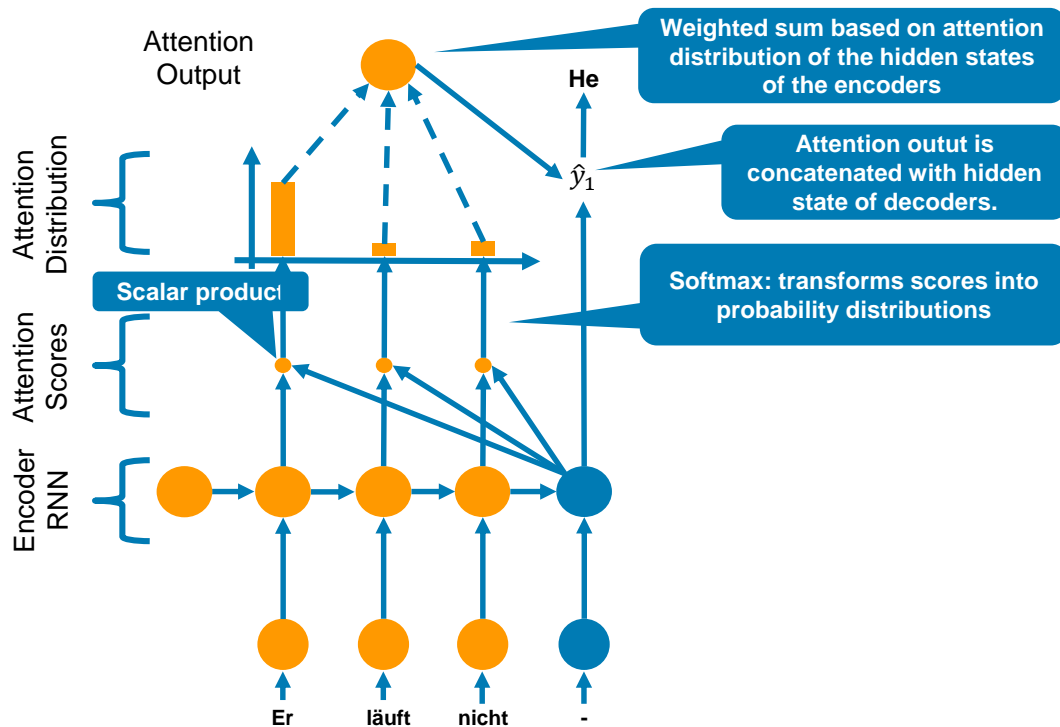 Attention
Output
Weighted sum based on attention
distribution of the hidden states
of the encoders
He
Attention
Distribution
ŷ₁
Attention outut is
concatenated with hidden
state of decoders.
Scalar product
Softmax: transforms scores into
probability distributions
Attention
Scores
Encoder
RNN
Er
läuft
nicht
-